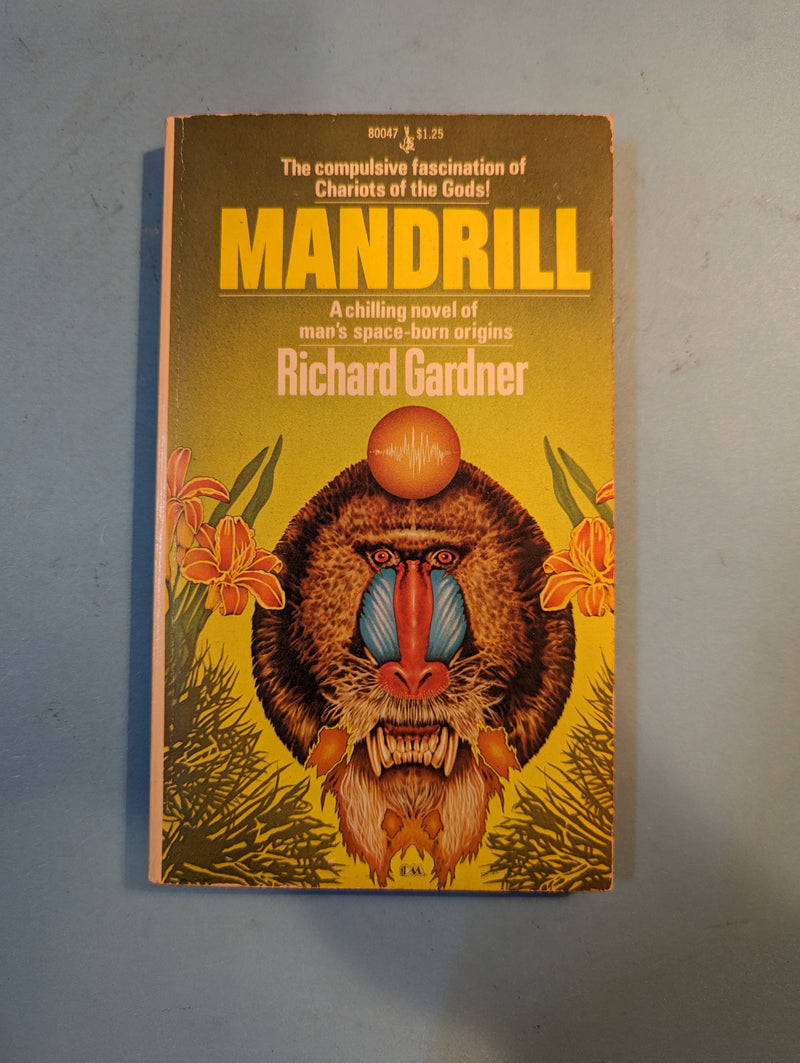 80047 $1.25
The compulsive fascination of
Chariots of the Gods!
MANDRILL
A chilling novel of
man's space-born origins
Richard Gardner